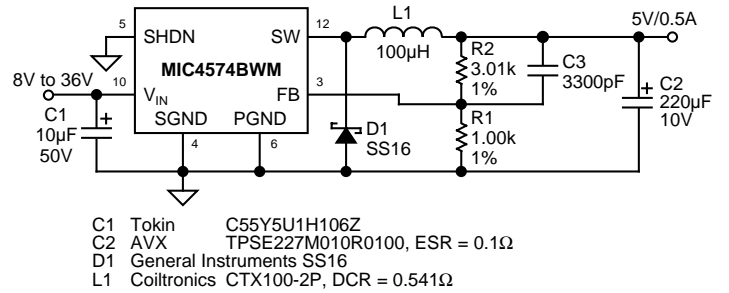 5V/0.5A
L1
100µH
5
SHDN
SW
12
MIC4574BWM
8V to 36V
10
VIN
FB
3
SGND
PGND
4
6
C1
10µF
50V
+
D1
SS16
R2
3.01k
1%
C3
3300pF
R1
1.00k
1%
+
C2
220µF
10V
C1 Tokin C55Y5U1H106Z
C2 AVX TPSE227M010R0100, ESR = 0.1Ω
D1 General Instruments SS16
L1 Coiltronics CTX100-2P, DCR = 0.541Ω